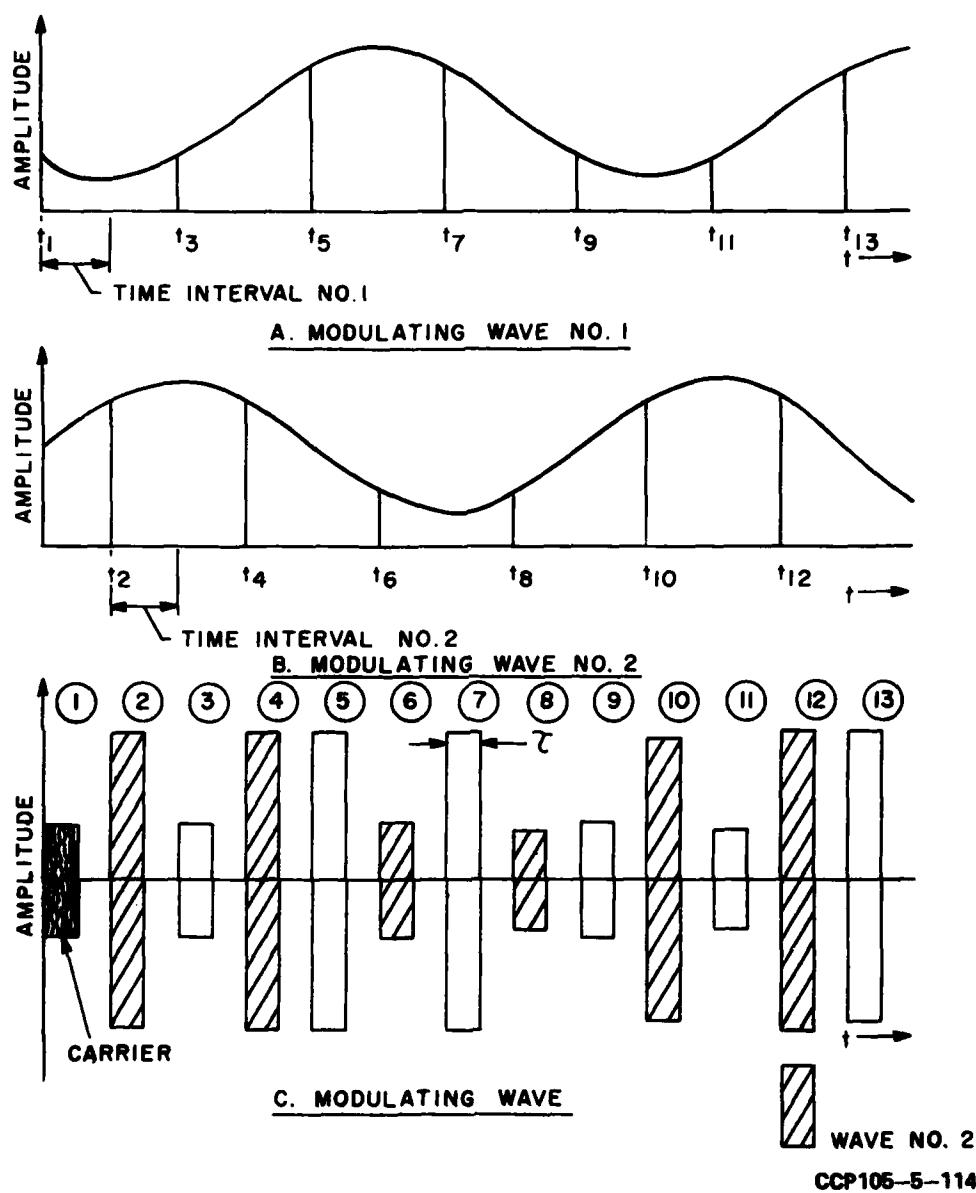 AMPLITUDE
t1 t3 t5 t7 t9 t11 t13
t
TIME INTERVAL NO. 1
A. MODULATING WAVE NO. 1
AMPLITUDE
t2 t4 t6 t8 t10 t12
t
TIME INTERVAL NO. 2
B. MODULATING WAVE NO. 2
1 2 3 4 5 6 7 8 9 10 11 12 13
τ
AMPLITUDE
t
CARRIER
C. MODULATING WAVE
WAVE NO. 2
CCP105-5-114